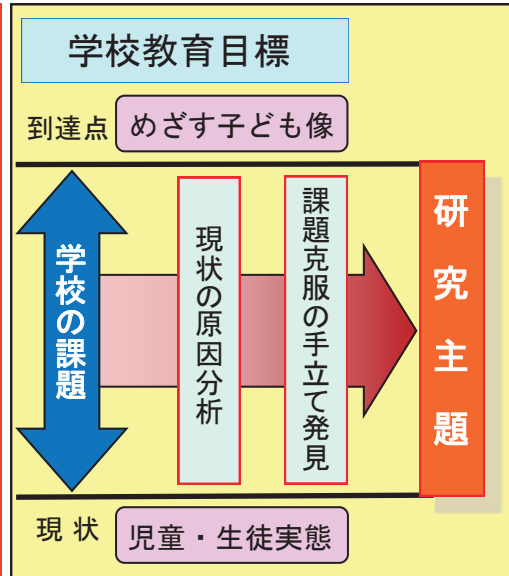 学校教育目標
到達点
めざす子ども像
学校の課題
現状の原因分析
課題克服の手立て発見
研究主題
現状
児童・生徒実態